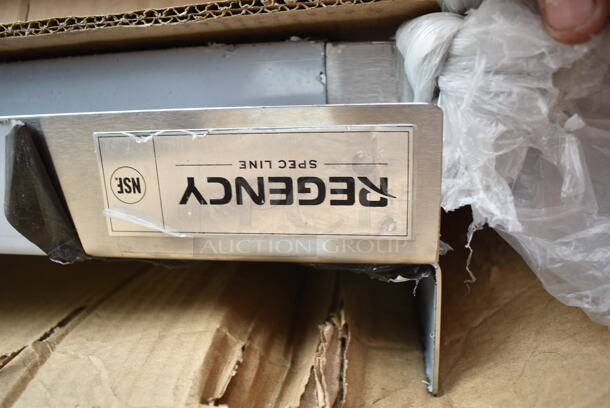 REGENCY
SPEC LINE
NSF.
AUCTION GROUP